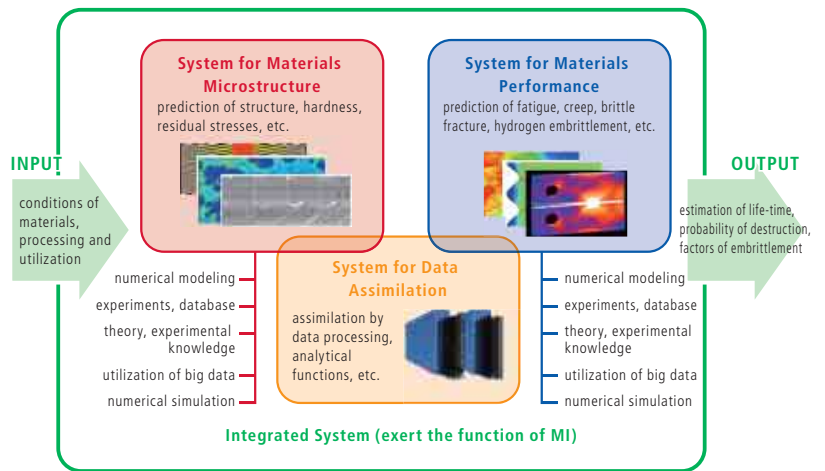 INPUT
conditions of
materials,
processing and
utilization
System for Materials
Microstructure
prediction of structure, hardness,
residual stresses, etc.
System for Materials
Performance
prediction of fatigue, creep, brittle
fracture, hydrogen embrittlement, etc.
System for Data
Assimilation
assimilation by
data processing,
analytical
functions, etc.
numerical modeling
experiments, database
theory, experimental
knowledge
utilization of big data
numerical simulation
numerical modeling
experiments, database
theory, experimental
knowledge
utilization of big data
numerical simulation
OUTPUT
estimation of life-time,
probability of destruction,
factors of embrittlement
Integrated System (exert the function of MI)